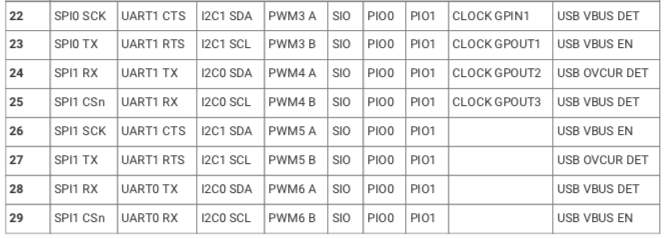 22 SPI0 SCK UART1 CTS I2C1 SDA PWM3 A SIO PIO0 PIO1 CLOCK GPIN1 USB VBUS DET
23 SPI0 TX UART1 RTS I2C1 SCL PWM3 B SIO PIO0 PIO1 CLOCK GPOUT1 USB VBUS EN
24 SPI1 RX UART1 TX I2C0 SDA PWM4 A SIO PIO0 PIO1 CLOCK GPOUT2 USB OVCUR DET
25 SPI1 CSn UART1 RX I2C0 SCL PWM4 B SIO PIO0 PIO1 CLOCK GPOUT3 USB VBUS DET
26 SPI1 SCK UART1 CTS I2C1 SDA PWM5 A SIO PIO0 PIO1 USB VBUS EN
27 SPI1 TX UART1 RTS I2C1 SCL PWM5 B SIO PIO0 PIO1 USB OVCUR DET
28 SPI1 RX UART0 TX I2C0 SDA PWM6 A SIO PIO0 PIO1 USB VBUS DET
29 SPI1 CSn UART0 RX I2C0 SCL PWM6 B SIO PIO0 PIO1 USB VBUS EN